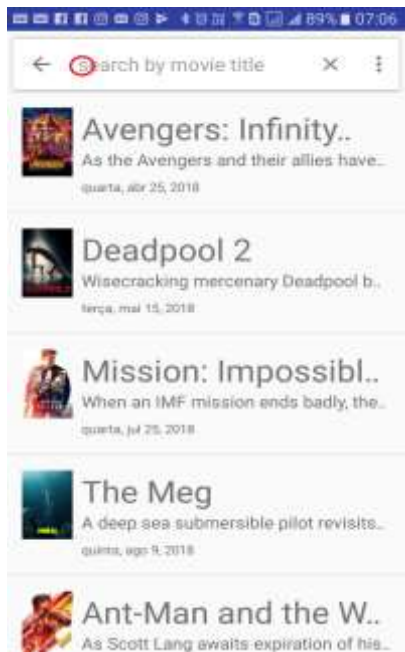 89% 07:06
search by movie title
Avengers: Infinity..
As the Avengers and their allies have..
quarta, abr 25, 2018
Deadpool 2
Wisecracking mercenary Deadpool b..
terça, mai 15, 2018
Mission: Impossibl..
When an IMF mission ends badly, the..
quarta, jul 25, 2018
The Meg
A deep sea submersible pilot revisits..
quinta, ago 9, 2018
Ant-Man and the W..
As Scott Lang awaits expiration of his..